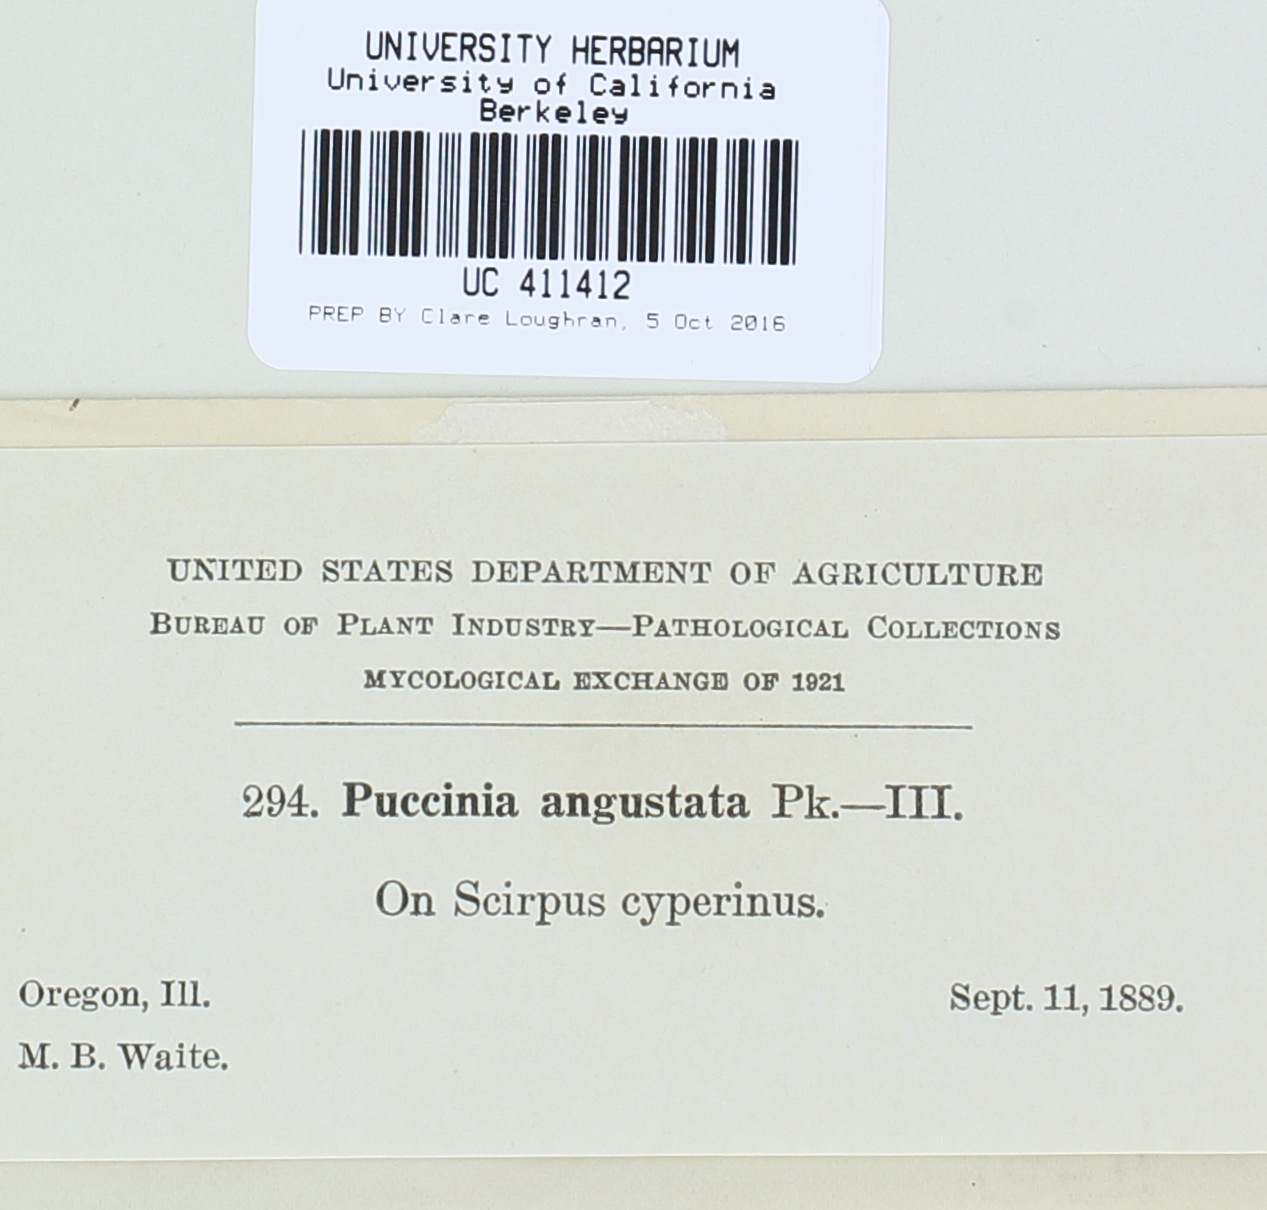 UNIVERSITY HERBARIUM
University of California
Berkeley
UC 411412
PREP BY Clare Loughran, 5 Oct 2016
UNITED STATES DEPARTMENT OF AGRICULTURE
BUREAU OF PLANT INDUSTRY—PATHOLOGICAL COLLECTIONS
MYCOLOGICAL EXCHANGE OF 1921
294. Puccinia angustata Pk.—III.
On Scirpus cyperinus.
Oregon, Ill.
Sept. 11, 1889.
M. B. Waite.